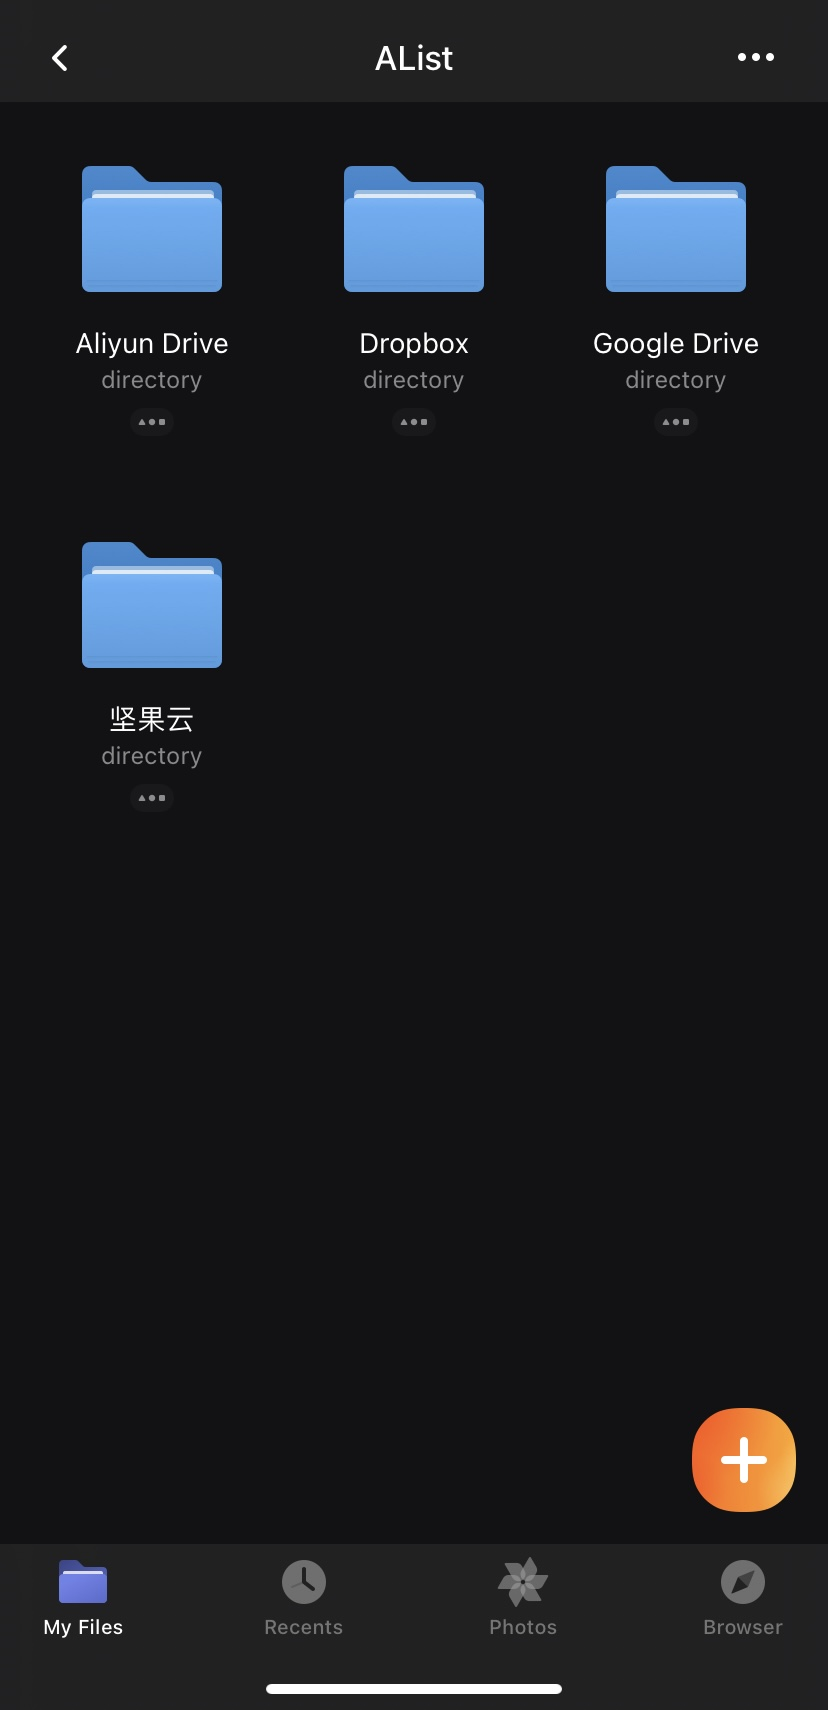 AList
Aliyun Drive
directory
Dropbox
directory
Google Drive
directory
坚果云
directory
My Files
Recents
Photos
Browser